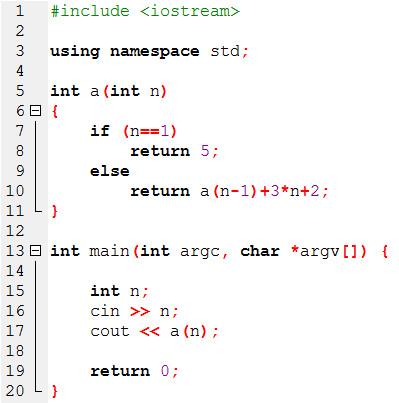 1 #include <iostream>
2
3 using namespace std;
4
5 int a(int n)
6 {
7     if (n==1)
8         return 5;
9     else
10         return a(n-1)+3*n+2;
11 }
12
13 int main(int argc, char *argv[]) {
14
15     int n;
16     cin >> n;
17     cout << a(n);
18
19     return 0;
20 }